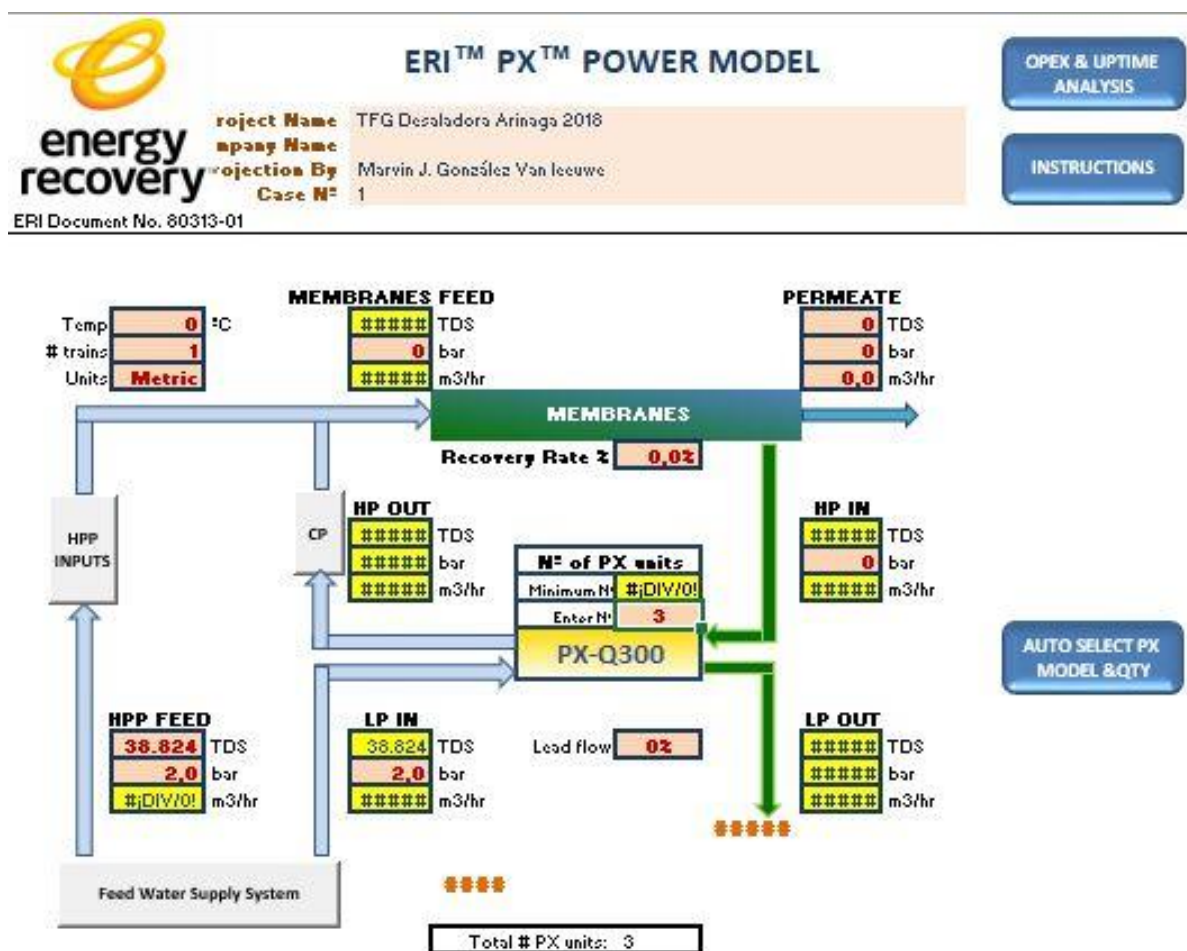 ERI™ PX™ POWER MODEL
OPEX & UPTIME
ANALYSIS
energy
recovery™
roject Name TFG Desaladora Arinaga 2018
mpany Name
rojection By Marvin J. González Van leeuwe
Case Nº 1
INSTRUCTIONS
ERI Document No. 80313-01
MEMBRANES FEED
PERMEATE
Temp 0 ºC
##### TDS
0 TDS
# trains 1
0 bar
0 bar
Units Metric
##### m3/hr
0,0 m3/hr
MEMBRANES
Recovery Rate % 0,0%
HPP
INPUTS
CP
HP OUT
##### TDS
##### bar
##### m3/hr
Nº of PX units
Minimum Nº #¡DIV/0!
Enter Nº 3
PX-Q300
HP IN
##### TDS
0 bar
##### m3/hr
AUTO SELECT PX
MODEL &QTY
HPP FEED
38.824 TDS
2,0 bar
#¡DIV/0! m3/hr
LP IN
38.824 TDS
2,0 bar
##### m3/hr
Lead flow 0%
LP OUT
##### TDS
##### bar
##### m3/hr
#####
Feed Water Supply System
####
Total # PX units: 3